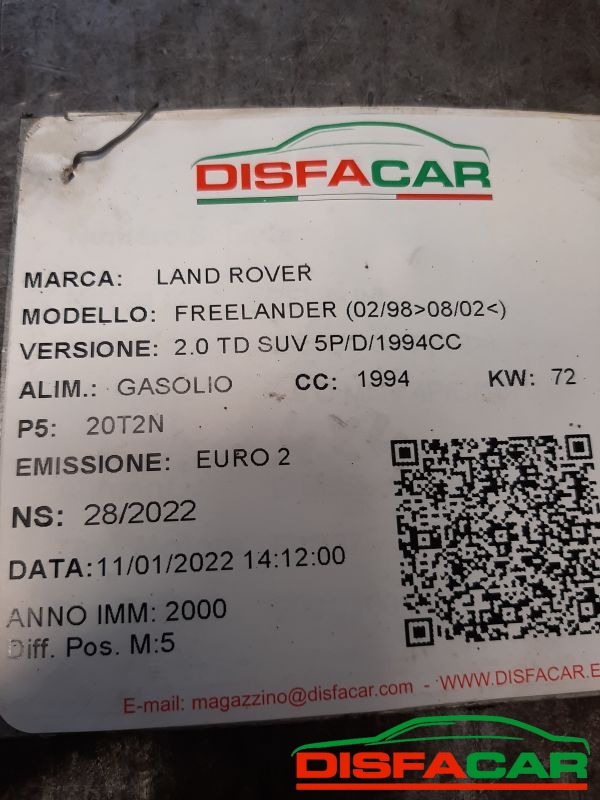 DISFACAR
MARCA: LAND ROVER
MODELLO: FREELANDER (02/98>08/02<)
VERSIONE: 2.0 TD SUV 5P/D/1994CC
ALIM.: GASOLIO CC: 1994 KW: 72
P5: 20T2N
EMISSIONE: EURO 2
NS: 28/2022
DATA:11/01/2022 14:12:00
ANNO IMM: 2000
Diff. Pos. M:5
E-mail: magazzino@disfacar.com - WWW.DISFACAR.E
DISFACAR